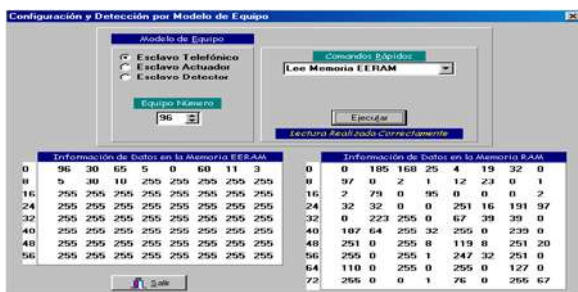 Configuración y Detección por Modelo de Equipo
Modelo de Equipo
Esclavo Telefónico
Esclavo Actuador
Esclavo Detector
Equipo Número
96
Comandos Rápidos
Lee Memoria EERAM
Ejecutar
Lectura Realizada Correctamente
Información de Datos en la Memoria EERAM
0 96 30 65 5 0 60 11 3
8 5 30 10 255 255 255 255 255
16 255 255 255 255 255 255 255 255
24 255 255 255 255 255 255 255 255
32 255 255 255 255 255 255 255 255
40 255 255 255 255 255 255 255 255
48 255 255 255 255 255 255 255 255
56 255 255 255 255 255 255 255 255
Salir
Información de Datos en la Memoria RAM
0 0 185 168 25 4 19 32 0
8 97 0 2 1 12 23 0 1
16 2 79 0 95 0 0 0 2
24 32 32 0 0 251 16 191 97
32 0 223 255 0 67 39 39 0
40 187 64 255 32 255 0 239 0
48 251 0 255 8 119 8 251 20
56 255 0 255 1 247 32 251 0
64 110 0 255 0 255 0 127 0
72 255 0 0 1 76 0 255 67